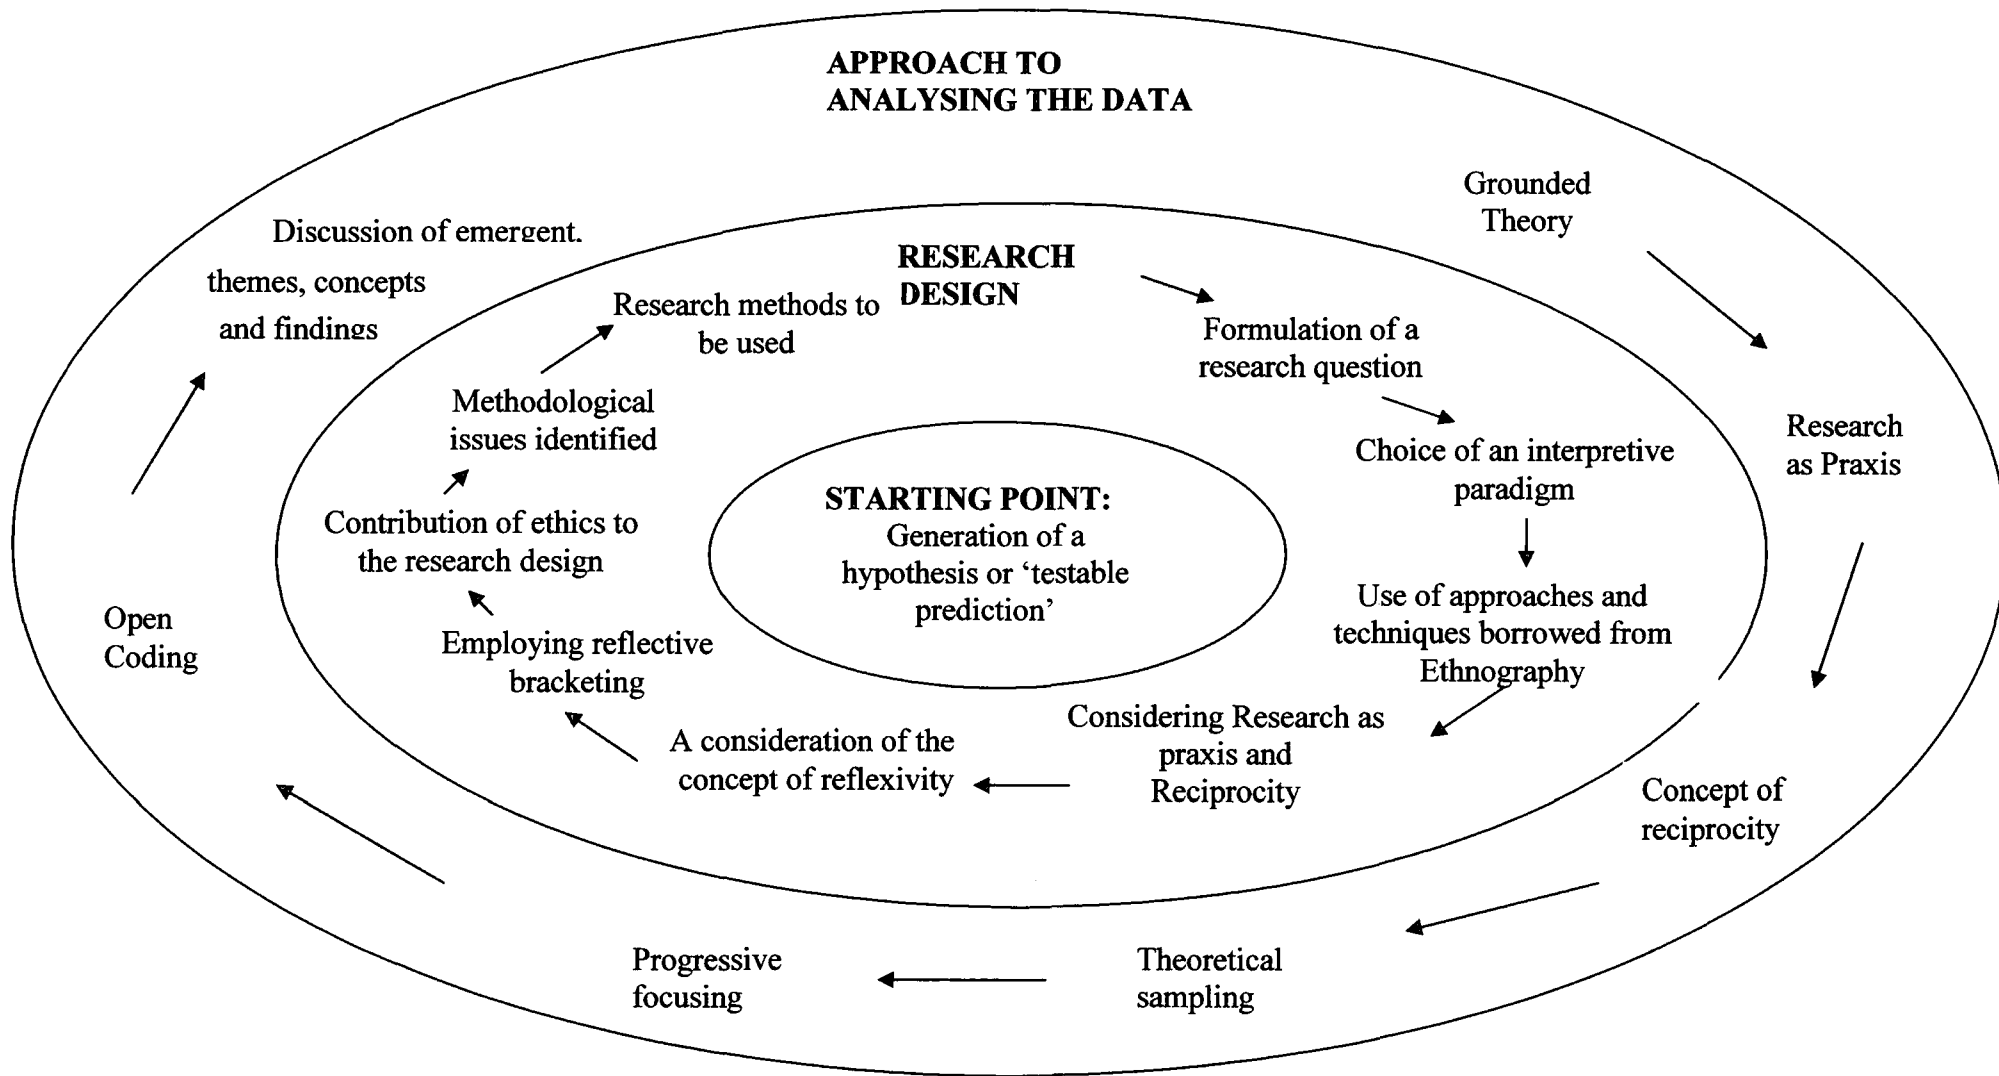 APPROACH TO
ANALYSING THE DATA
Grounded
Theory
Research
as Praxis
Concept of
reciprocity
Theoretical
sampling
Progressive
focusing
Open
Coding
Discussion of emergent.
themes, concepts
and findings
RESEARCH
DESIGN
Formulation of a
research question
Choice of an interpretive
paradigm
Use of approaches and
techniques borrowed from
Ethnography
Considering Research as
praxis and
Reciprocity
A consideration of the
concept of reflexivity
Employing reflective
bracketing
Contribution of ethics to
the research design
Methodological
issues identified
Research methods to
be used
STARTING POINT:
Generation of a
hypothesis or ‘testable
prediction’